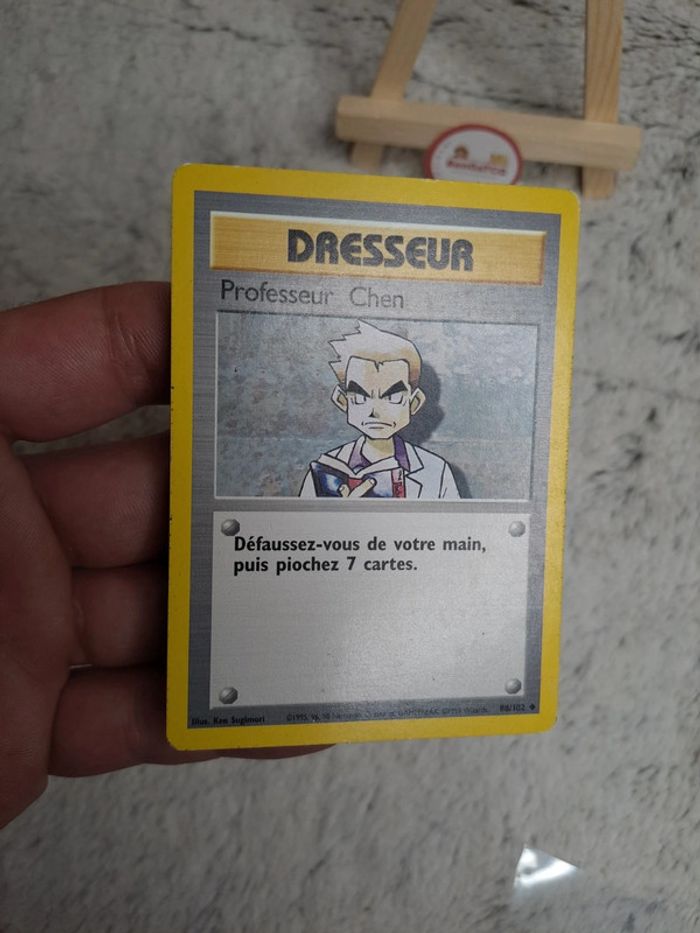 DRESSEUR
Professeur Chen
Défaussez-vous de votre main,
puis piochez 7 cartes.
Illus. Ken Sugimori
88/102